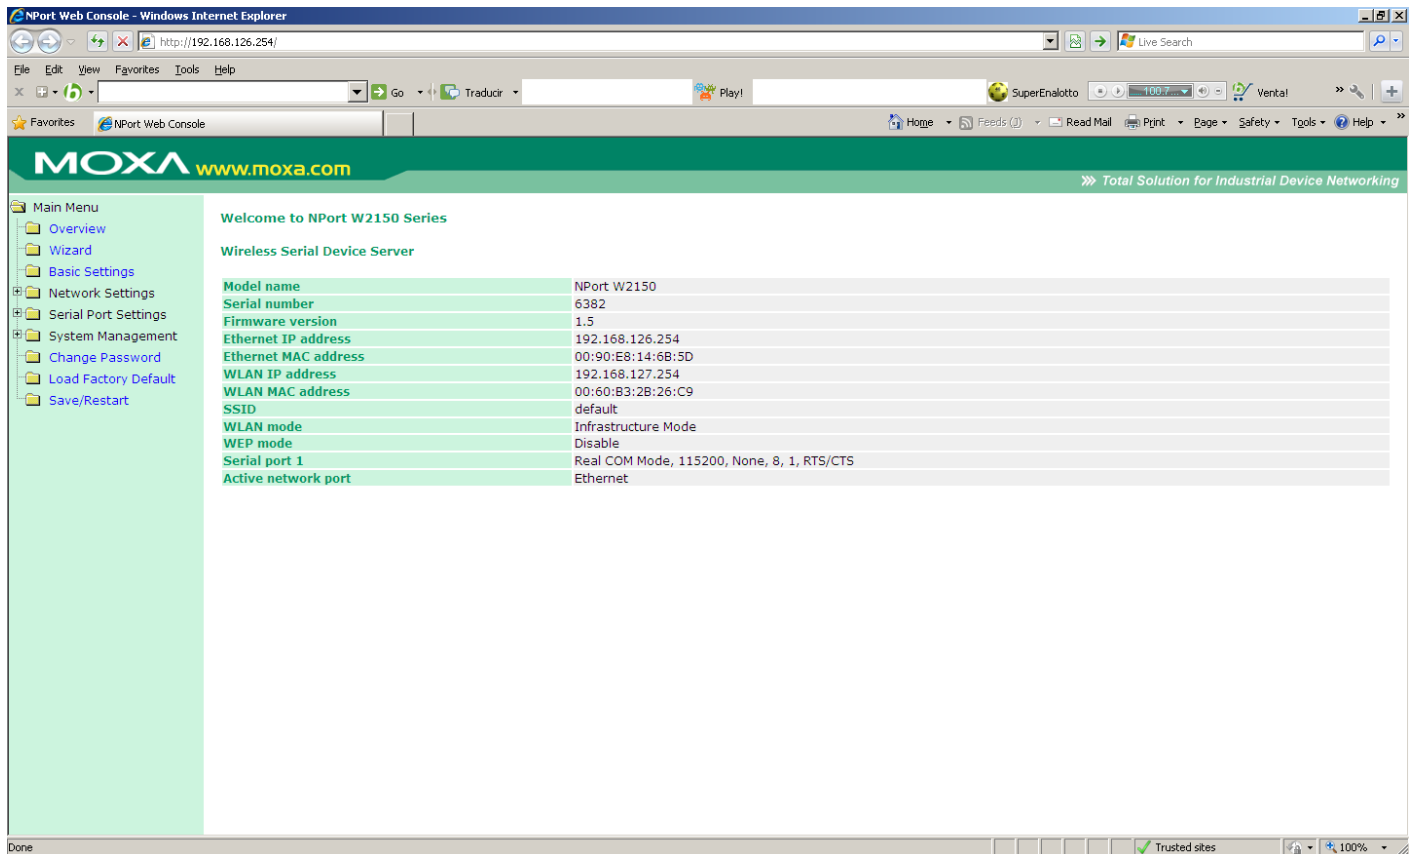 NPort Web Console - Windows Internet Explorer
http://192.168.126.254/
Live Search
File Edit View Favorites Tools Help
Go Traducir Play! SuperEnalotto 100.7... Venta! »
Favorites NPort Web Console Home Feeds (J) Read Mail Print Page Safety Tools Help »
MOXA www.moxa.com
Total Solution for Industrial Device Networking
Main Menu
Overview
Wizard
Basic Settings
Network Settings
Serial Port Settings
System Management
Change Password
Load Factory Default
Save/Restart
Welcome to NPort W2150 Series
Wireless Serial Device Server
Model name NPort W2150
Serial number 6382
Firmware version 1.5
Ethernet IP address 192.168.126.254
Ethernet MAC address 00:90:E8:14:6B:5D
WLAN IP address 192.168.127.254
WLAN MAC address 00:60:B3:2B:26:C9
SSID default
WLAN mode Infrastructure Mode
WEP mode Disable
Serial port 1 Real COM Mode, 115200, None, 8, 1, RTS/CTS
Active network port Ethernet
Done Trusted sites 100%